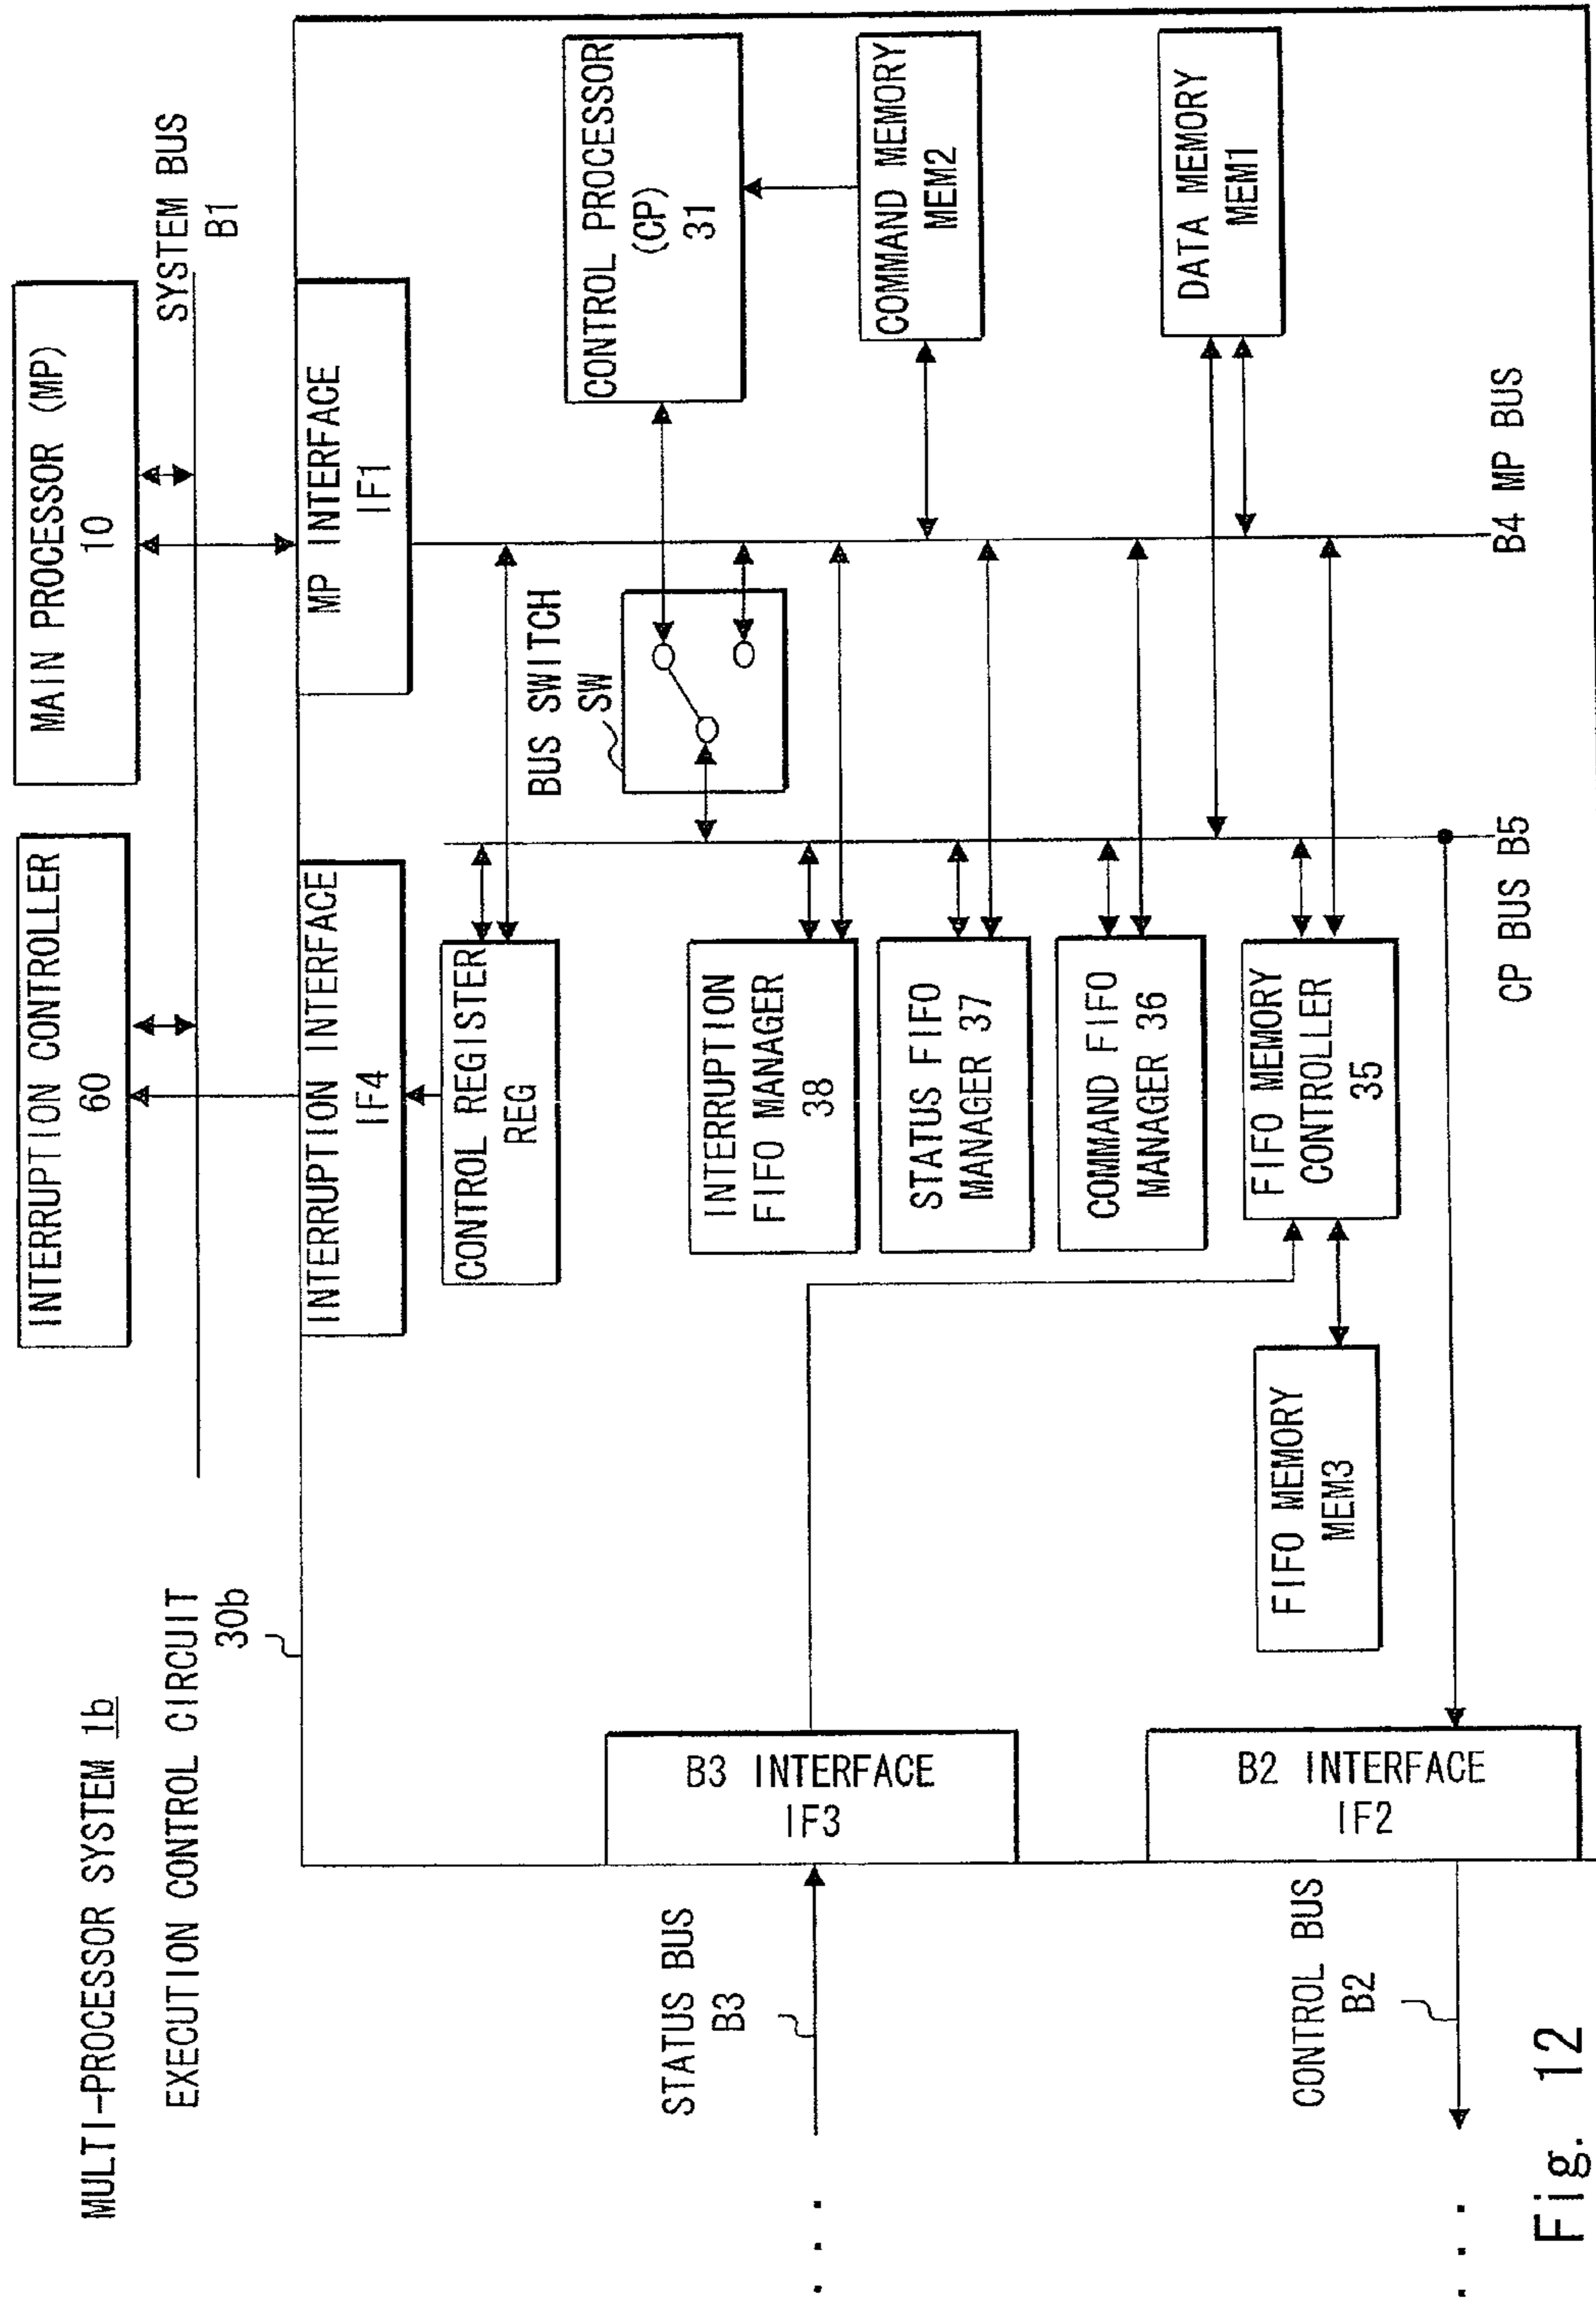 MULTI-PROCESSOR SYSTEM 1b
EXECUTION CONTROL CIRCUIT
30b
INTERRUPTION CONTROLLER
60
MAIN PROCESSOR (MP)
10
SYSTEM BUS
B1
INTERRUPTION INTERFACE
IF4
MP INTERFACE
IF1
CONTROL REGISTER
REG
BUS SWITCH
SW
CONTROL PROCESSOR
(CP)
31
STATUS BUS
B3
B3 INTERFACE
IF3
INTERRUPTION
FIFO MANAGER
38
STATUS FIFO
MANAGER 37
COMMAND MEMORY
MEM2
COMMAND FIFO
MANAGER 36
DATA MEMORY
MEM1
CONTROL BUS
B2
B2 INTERFACE
IF2
FIFO MEMORY
MEM3
FIFO MEMORY
CONTROLLER
35
CP BUS B5
B4 MP BUS
Fig. 12